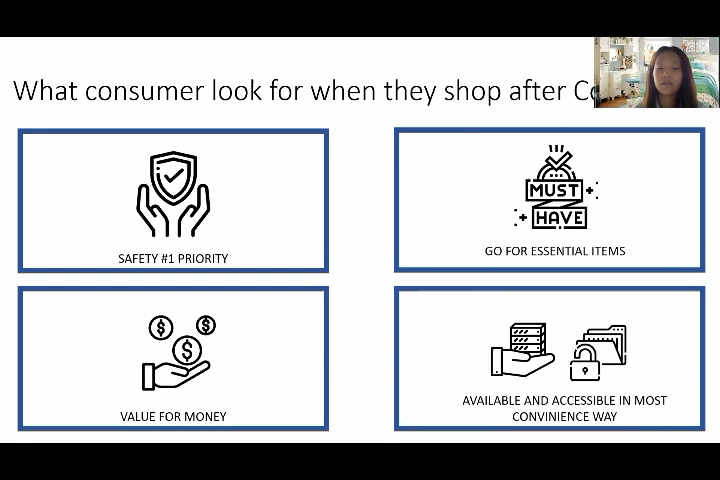 What consumer look for when they shop after
SAFETY #1 PRIORITY
MUST
HAVE
GO FOR ESSENTIAL ITEMS
VALUE FOR MONEY
AVAILABLE AND ACCESSIBLE IN MOST
CONVINIENCE WAY